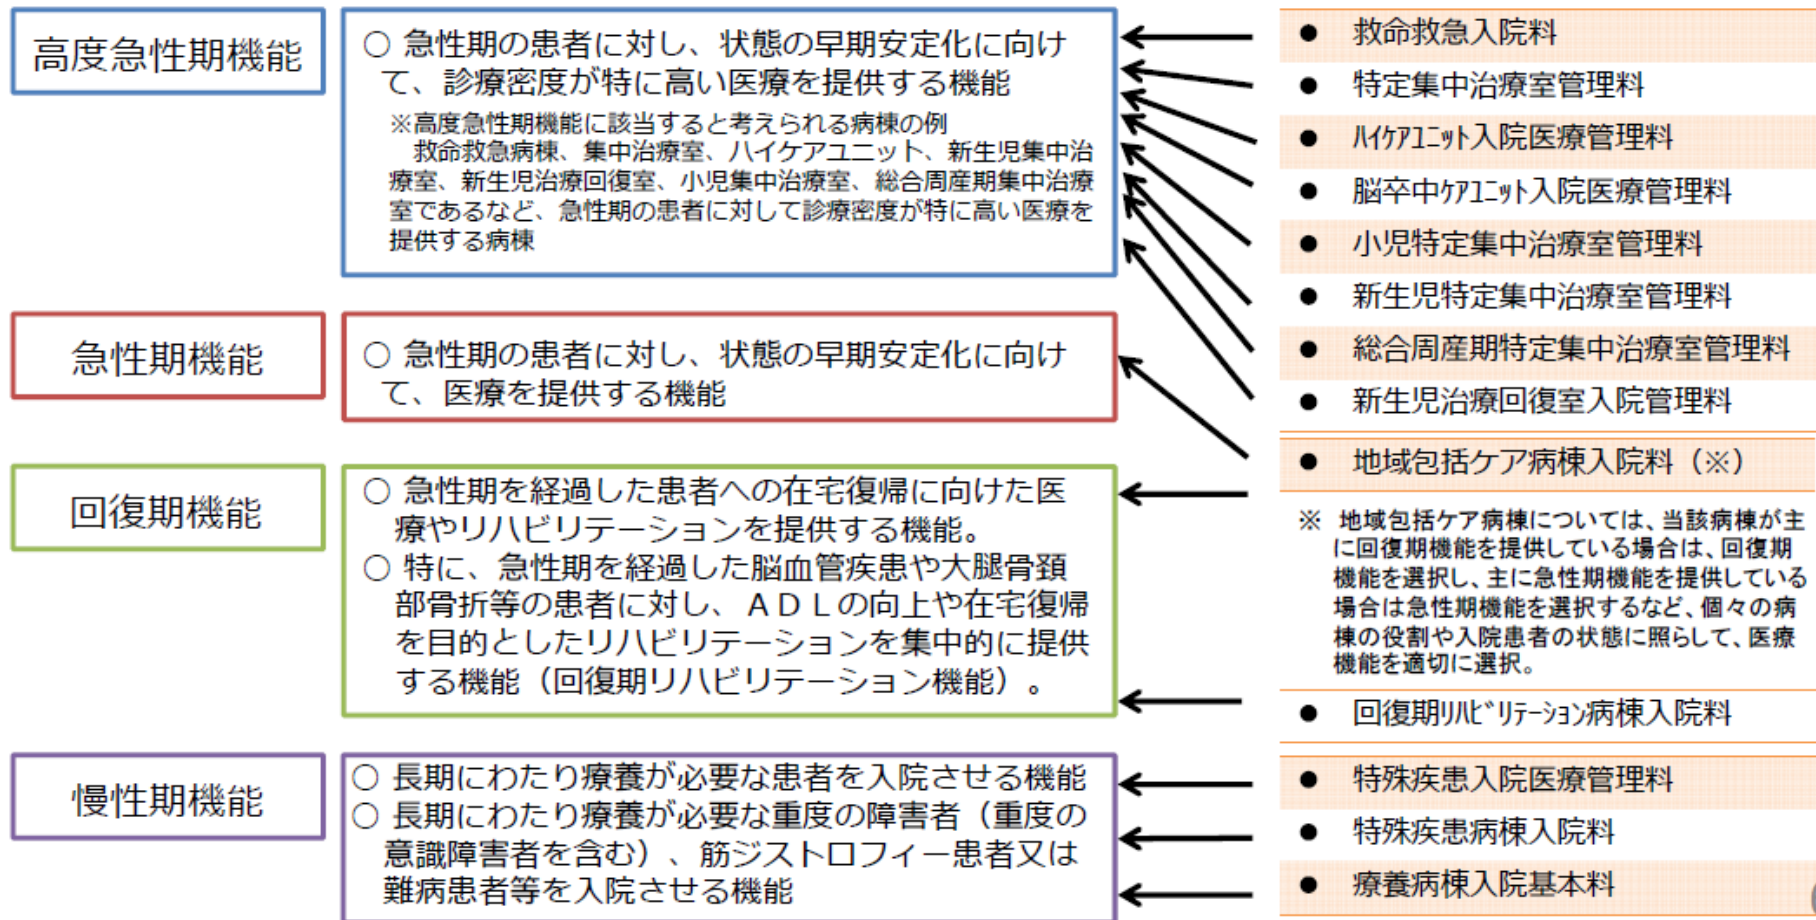 高度急性期機能
○ 急性期の患者に対し、状態の早期安定化に向け
て、診療密度が特に高い医療を提供する機能
※高度急性期機能に該当すると考えられる病棟の例
救命救急病棟、集中治療室、ハイケアユニット、新生児集中治
療室、新生児治療回復室、小児集中治療室、総合周産期集中治療
室であるなど、急性期の患者に対して診療密度が特に高い医療を
提供する病棟
急性期機能
○ 急性期の患者に対し、状態の早期安定化に向け
て、医療を提供する機能
回復期機能
○ 急性期を経過した患者への在宅復帰に向けた医
療やリハビリテーションを提供する機能。
○ 特に、急性期を経過した脳血管疾患や大腿骨頚
部骨折等の患者に対し、ＡＤＬの向上や在宅復帰
を目的としたリハビリテーションを集中的に提供
する機能（回復期リハビリテーション機能）。
慢性期機能
○ 長期にわたり療養が必要な患者を入院させる機能
○ 長期にわたり療養が必要な重度の障害者（重度の
意識障害者を含む）、筋ジストロフィー患者又は
難病患者等を入院させる機能
● 救命救急入院料
● 特定集中治療室管理料
● ﾊｲｹｱﾕﾆｯﾄ入院医療管理料
● 脳卒中ｹｱﾕﾆｯﾄ入院医療管理料
● 小児特定集中治療室管理料
● 新生児特定集中治療室管理料
● 総合周産期特定集中治療室管理料
● 新生児治療回復室入院管理料
● 地域包括ケア病棟入院料（※）
※ 地域包括ケア病棟については、当該病棟が主
に回復期機能を提供している場合は、回復期
機能を選択し、主に急性期機能を提供している
場合は急性期機能を選択するなど、個々の病
棟の役割や入院患者の状態に照らして、医療
機能を適切に選択。
● 回復期ﾘﾊﾋﾞﾘﾃｰｼｮﾝ病棟入院料
● 特殊疾患入院医療管理料
● 特殊疾患病棟入院料
● 療養病棟入院基本料